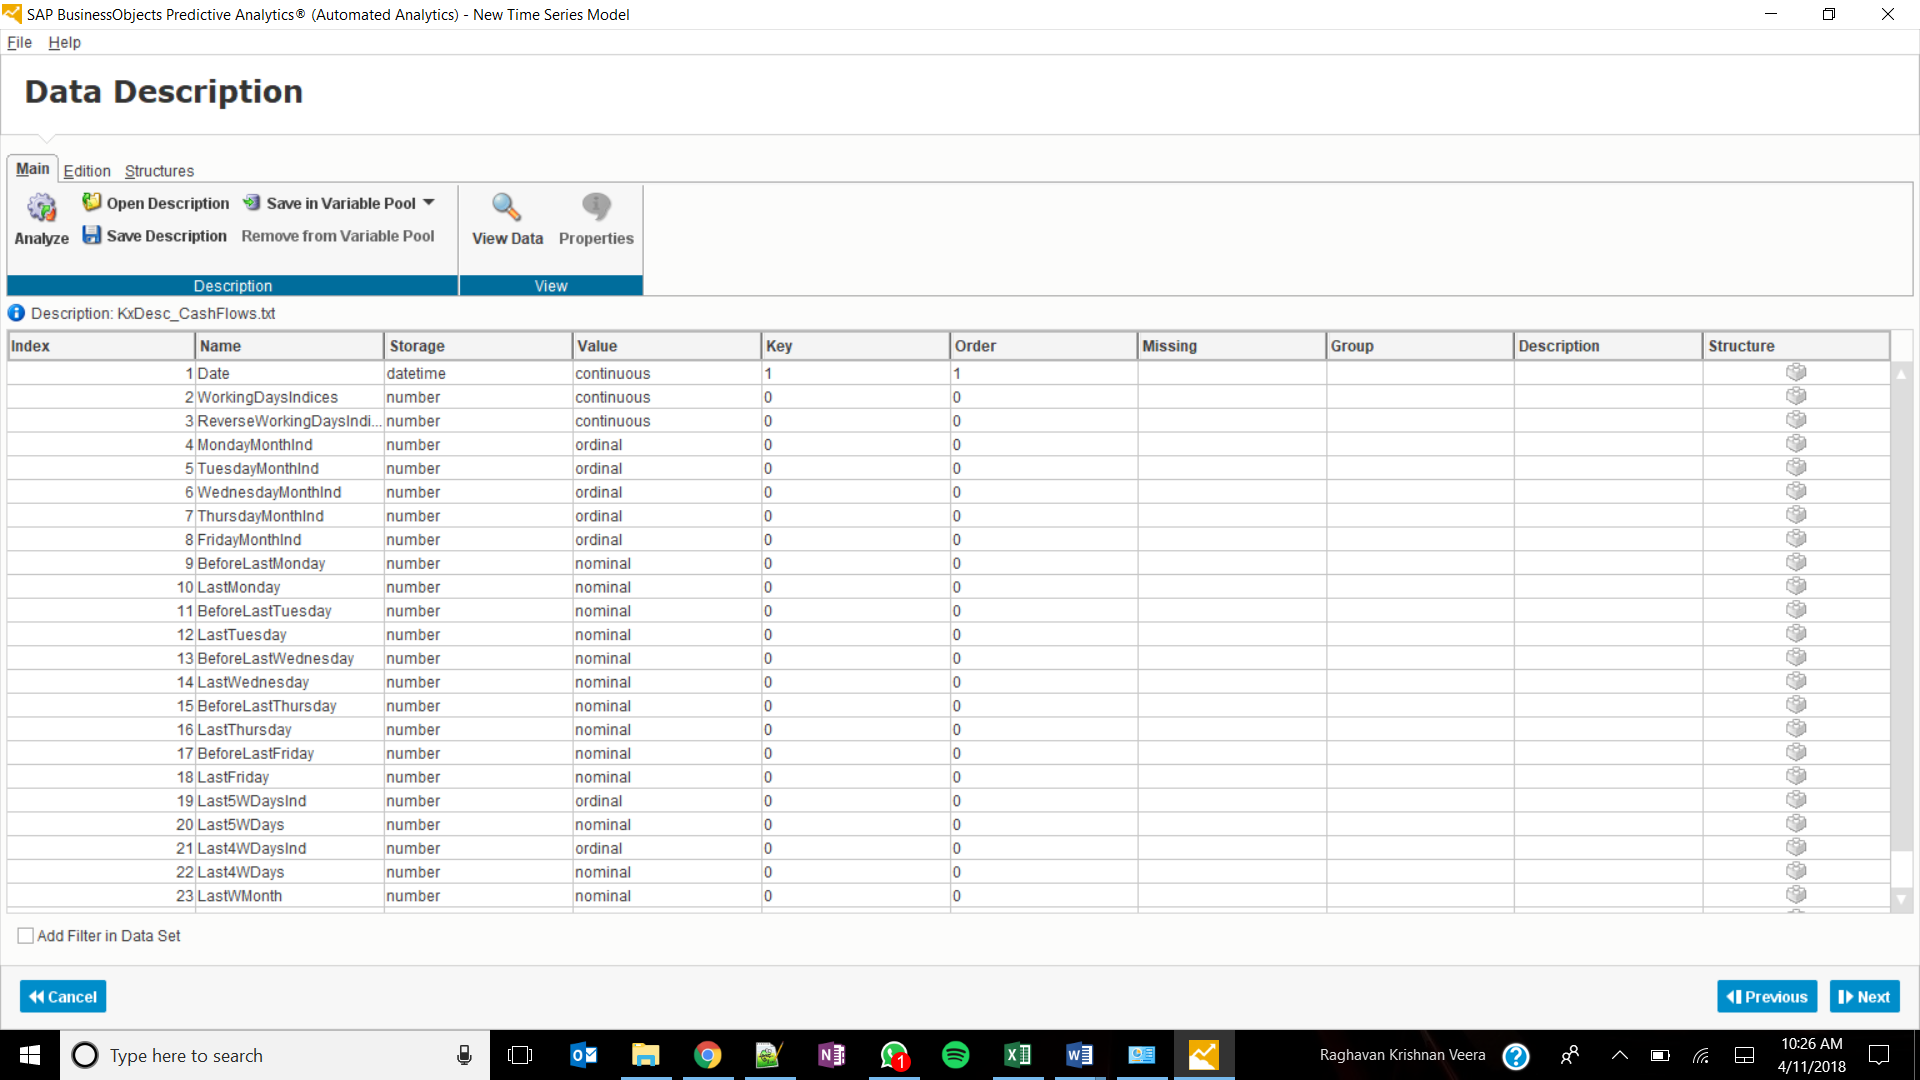 SAP BusinessObjects Predictive Analytics® (Automated Analytics) - New Time Series Model
File Help
Data Description
Main Edition Structures
Analyze
Open Description
Save in Variable Pool
Save Description
Remove from Variable Pool
View Data
Properties
Description
View
Description: KxDesc_CashFlows.txt
Index Name Storage Value Key Order Missing Group Description Structure
1 Date datetime continuous 1 1
2 WorkingDaysIndices number continuous 0 0
3 ReverseWorkingDaysIndi... number continuous 0 0
4 MondayMonthInd number ordinal 0 0
5 TuesdayMonthInd number ordinal 0 0
6 WednesdayMonthInd number ordinal 0 0
7 ThursdayMonthInd number ordinal 0 0
8 FridayMonthInd number ordinal 0 0
9 BeforeLastMonday number nominal 0 0
10 LastMonday number nominal 0 0
11 BeforeLastTuesday number nominal 0 0
12 LastTuesday number nominal 0 0
13 BeforeLastWednesday number nominal 0 0
14 LastWednesday number nominal 0 0
15 BeforeLastThursday number nominal 0 0
16 LastThursday number nominal 0 0
17 BeforeLastFriday number nominal 0 0
18 LastFriday number nominal 0 0
19 Last5WDaysInd number ordinal 0 0
20 Last5WDays number nominal 0 0
21 Last4WDaysInd number ordinal 0 0
22 Last4WDays number nominal 0 0
23 LastWMonth number nominal 0 0
Add Filter in Data Set
Cancel
Previous
Next
Type here to search
1
Raghavan Krishnan Veera
10:26 AM
4/11/2018